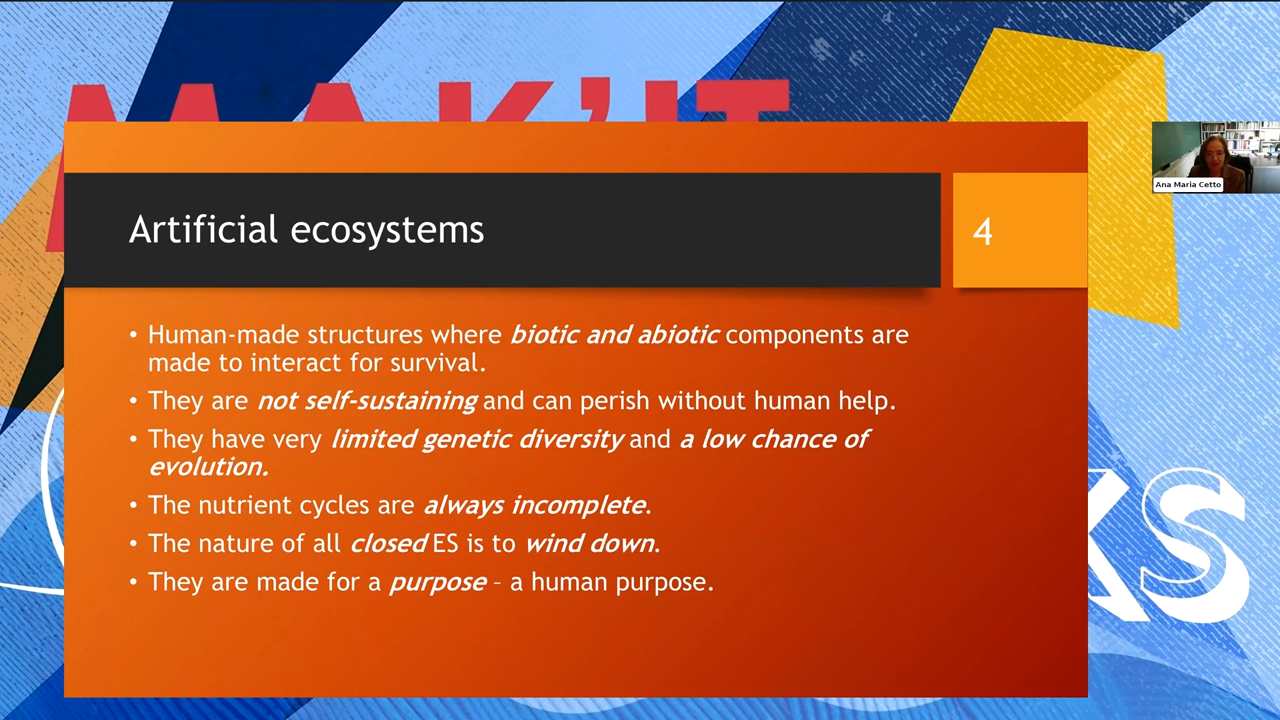 MAK'IT
Artificial ecosystems
4
Ana Maria Cetto
• Human-made structures where biotic and abiotic components are
made to interact for survival.
• They are not self-sustaining and can perish without human help.
• They have very limited genetic diversity and a low chance of
evolution.
• The nutrient cycles are always incomplete.
• The nature of all closed ES is to wind down.
• They are made for a purpose – a human purpose.
KS